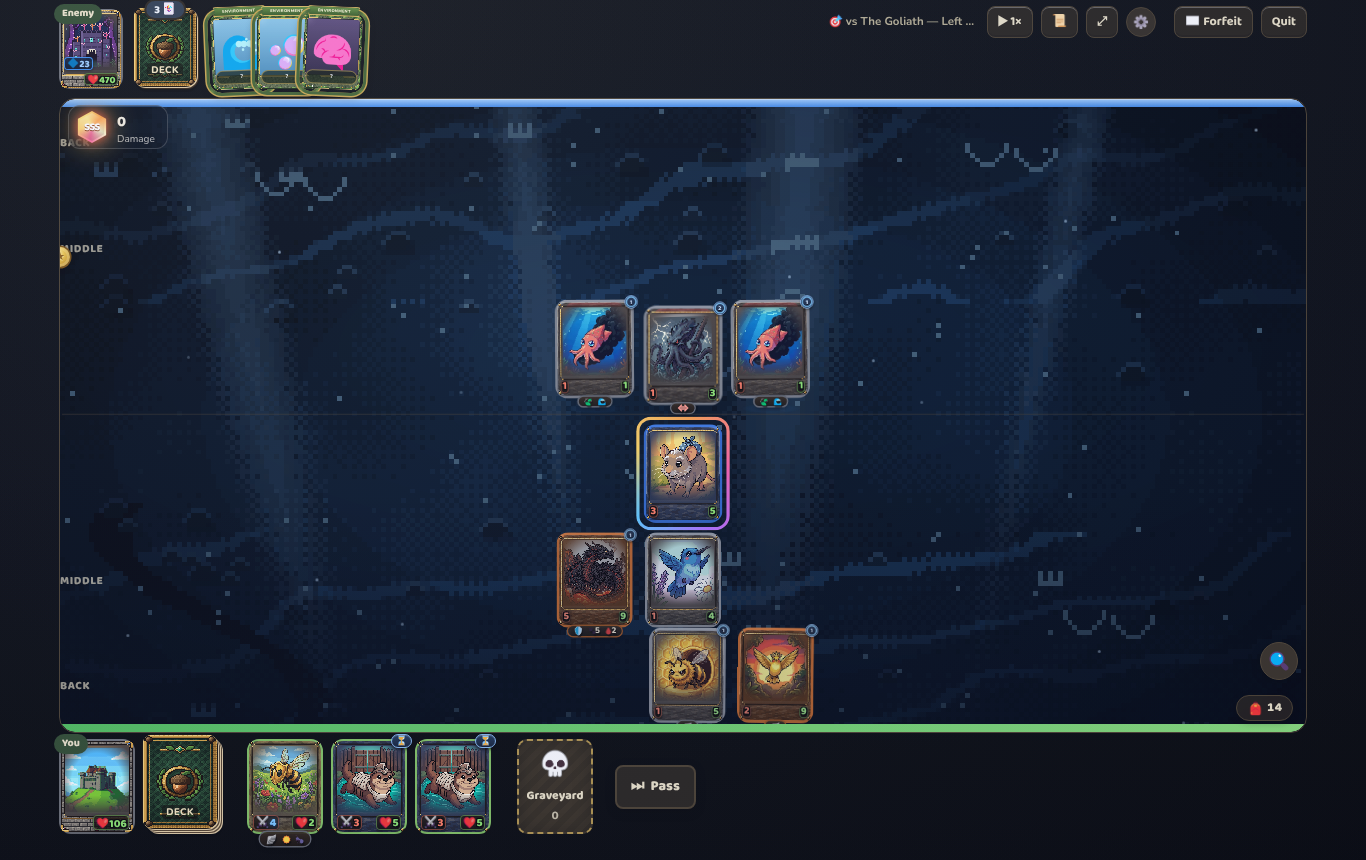 Enemy
23
470
3
DECK
ENVIRONMENT
?
ENVIRONMENT
?
ENVIRONMENT
?
🎯 vs The Goliath — Left ...
1×
Forfeit
Quit
SSS
0
Damage
BACK
MIDDLE
1
1
1
2
1
3
1
1
1
3
5
MIDDLE
1
5
9
5
2
1
4
BACK
1
1
5
1
2
9
14
You
106
DECK
4
2
3
5
3
5
Graveyard
0
Pass